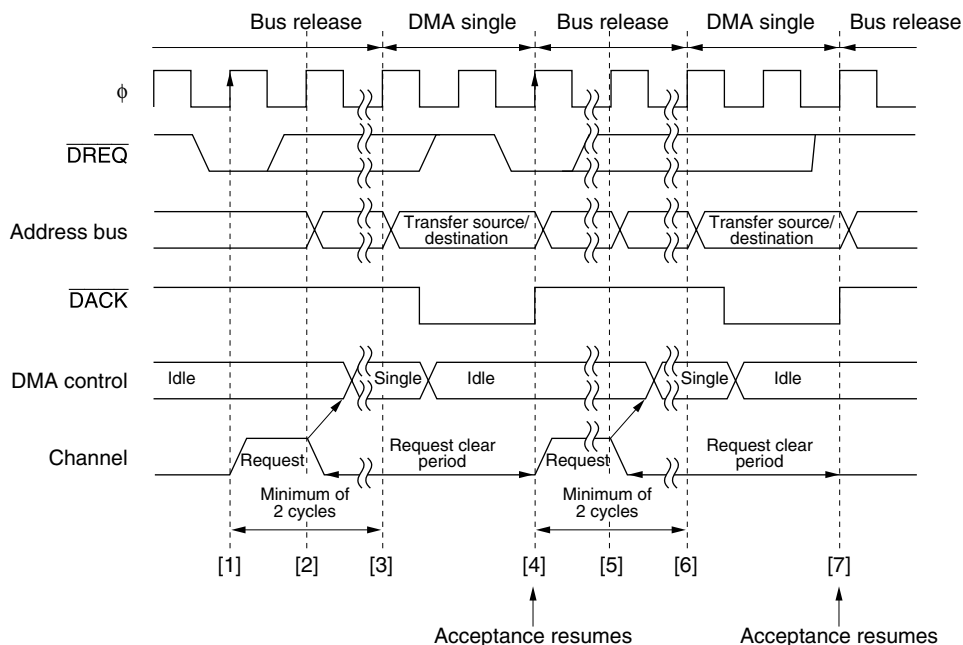 Bus release
DMA single
Bus release
DMA single
Bus release
φ
DREQ
Address bus
Transfer source/
destination
Transfer source/
destination
DACK
DMA control
Idle
Single
Idle
Single
Idle
Channel
Request
Request clear
period
Request
Request clear
period
Minimum of
2 cycles
Minimum of
2 cycles
[1]
[2]
[3]
[4]
[5]
[6]
[7]
Acceptance resumes
Acceptance resumes